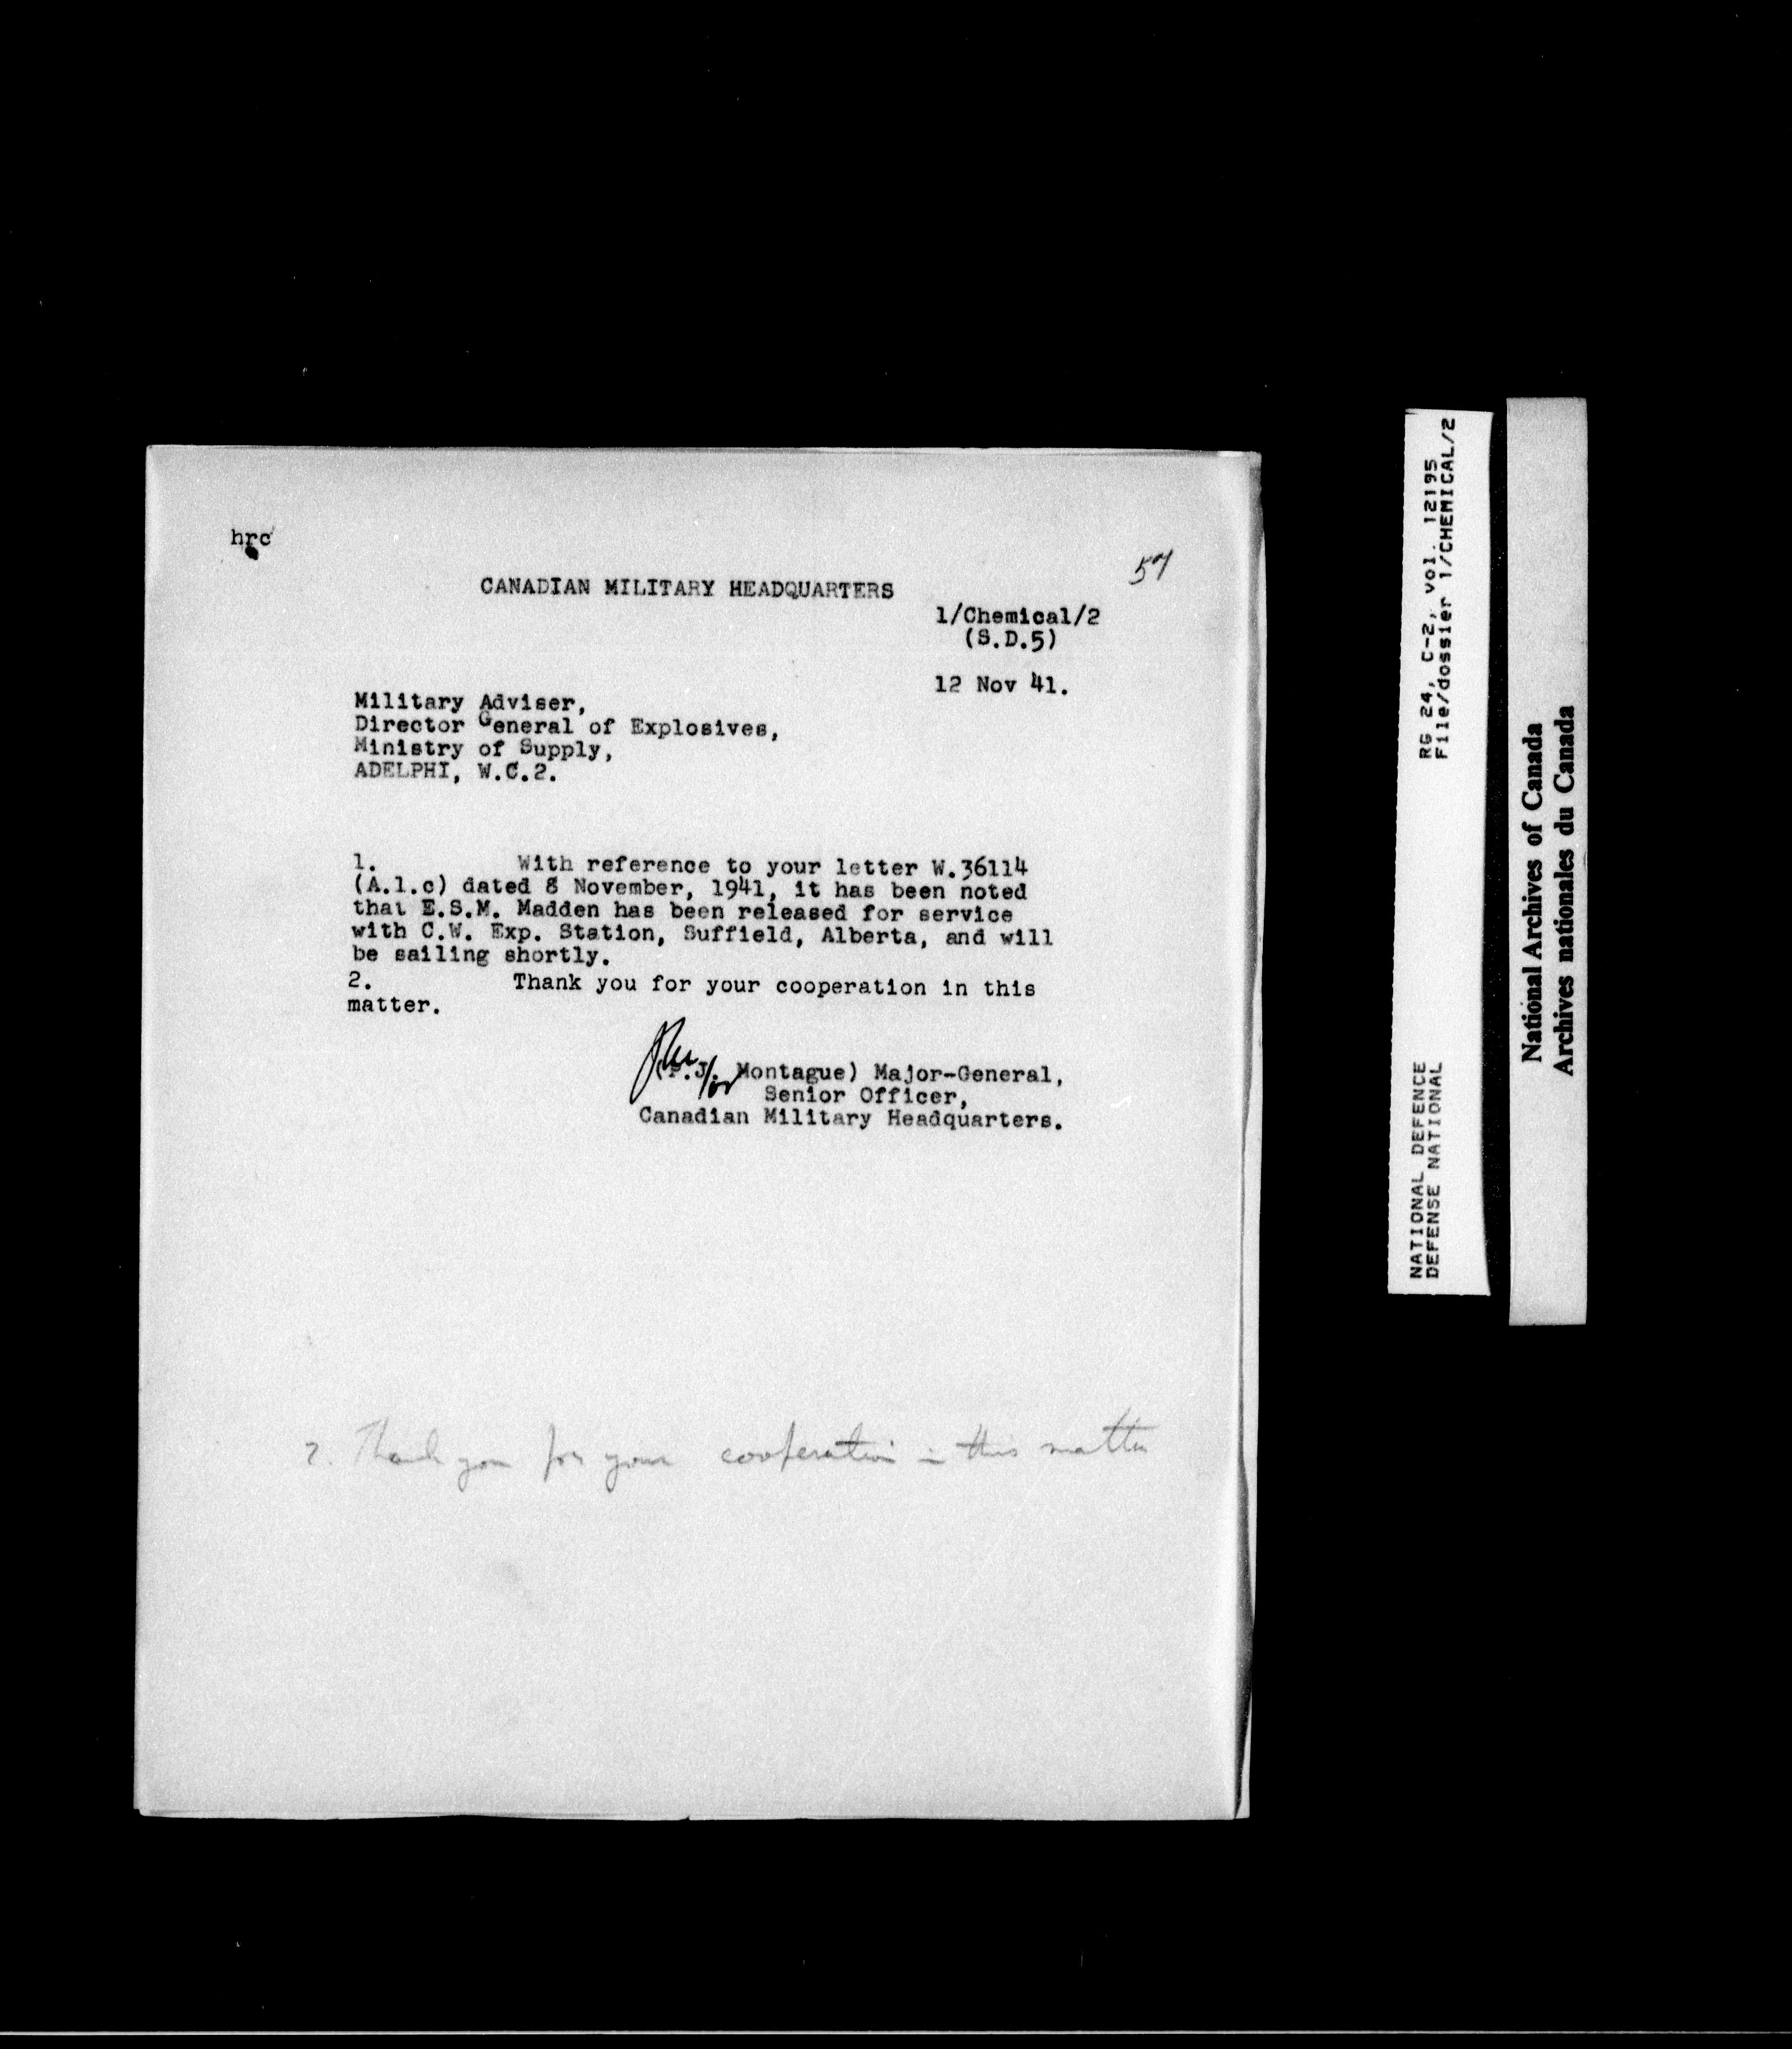 hrc
57
CANADIAN MILITARY HEADQUARTERS
1/Chemical/2
(S.D.5)
12 Nov 41.
Military Adviser,
Director General of Explosives,
Ministry of Supply,
ADELPHI, W.C.2.
1. With reference to your letter W.36114
(A.1.c) dated 8 November, 1941, it has been noted
that E.S.M. Madden has been released for service
with C.W. Exp. Station, Suffield, Alberta, and will
be sailing shortly.
2. Thank you for your cooperation in this
matter.
(P.J. Montague) Major-General,
Senior Officer,
Canadian Military Headquarters.
2. Thank you for your cooperation in this matter
RG 24, C-2, vol. 12195
File/dossier 1/CHEMICAL/2
NATIONAL DEFENCE
DEFENSE NATIONAL
National Archives of Canada
Archives nationales du Canada